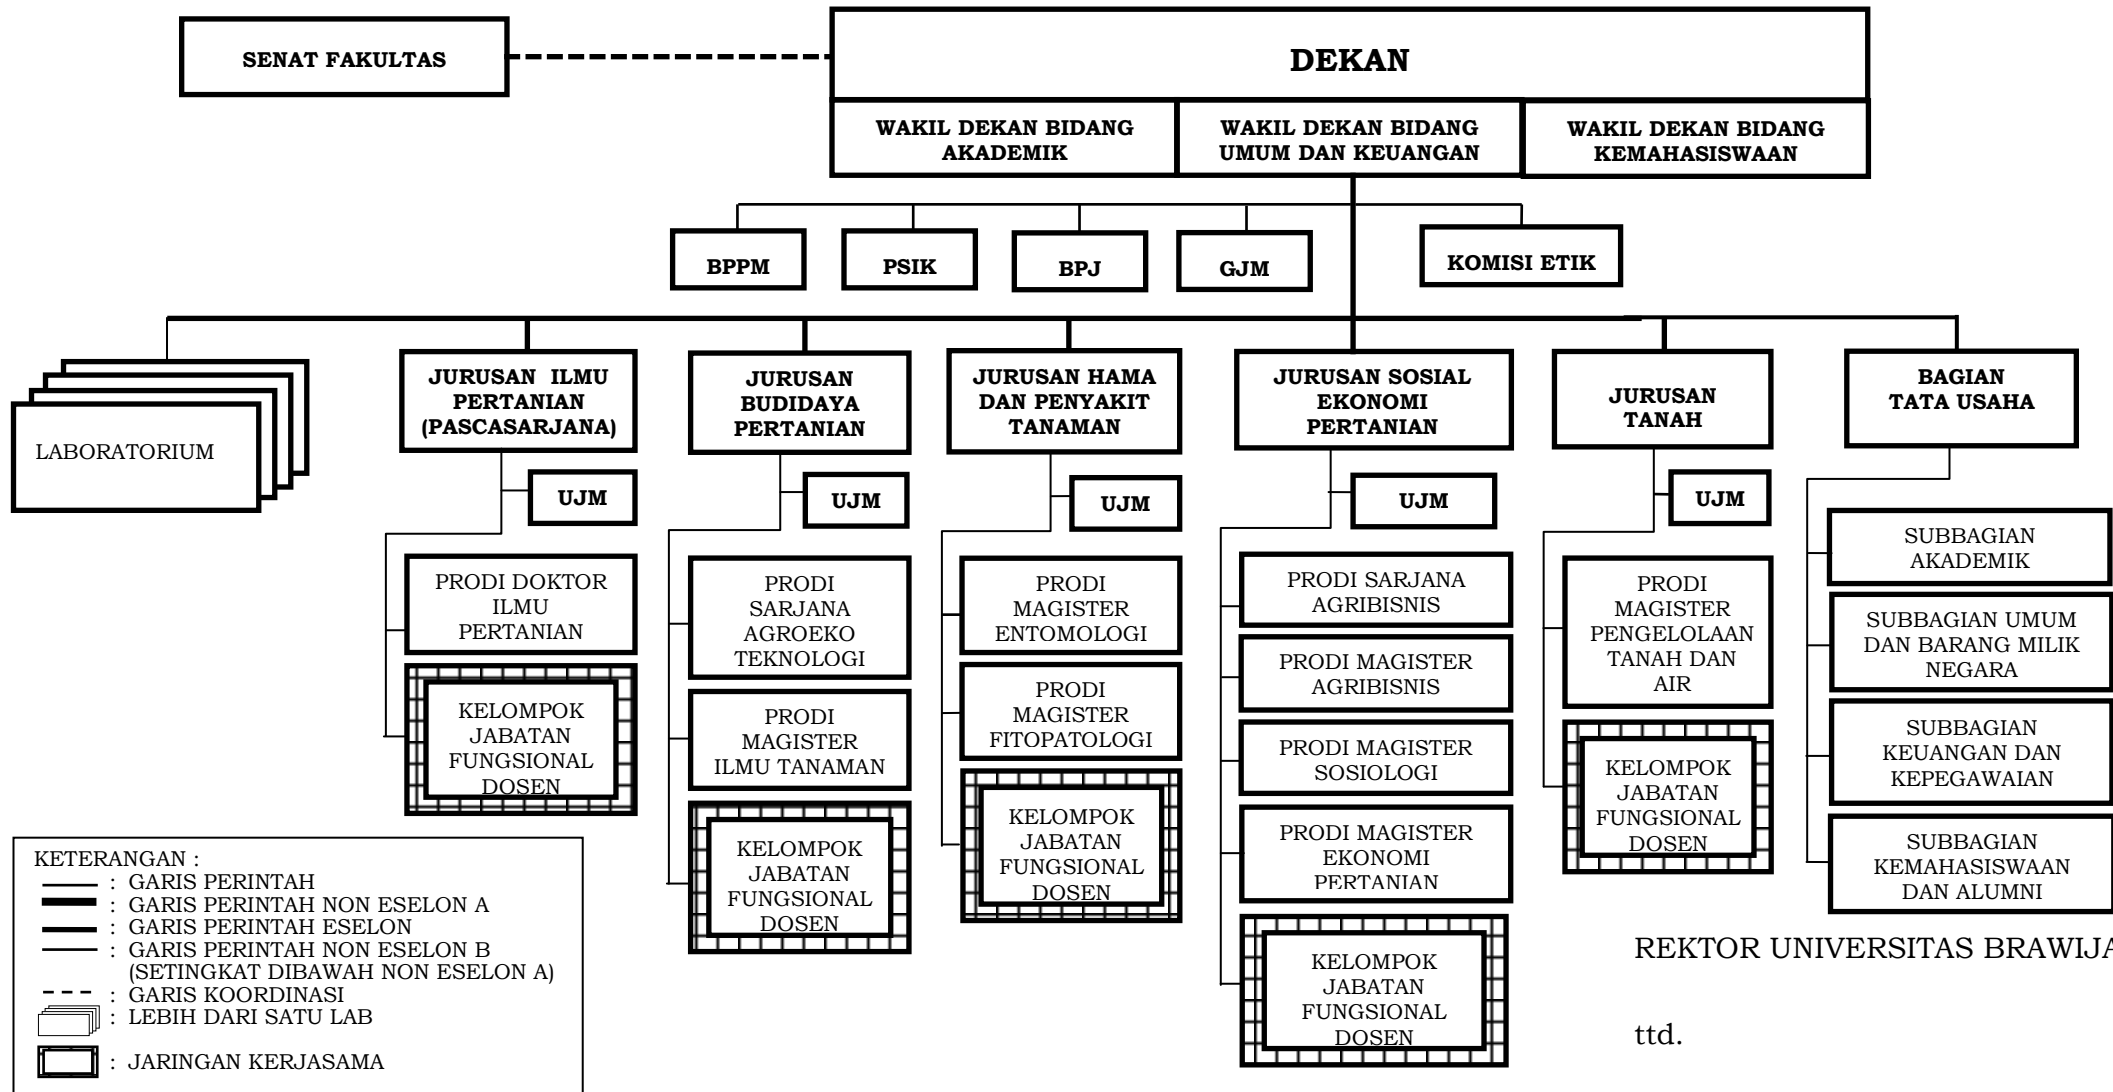 SENAT FAKULTAS
DEKAN
WAKIL DEKAN BIDANG
AKADEMIK
WAKIL DEKAN BIDANG
UMUM DAN KEUANGAN
WAKIL DEKAN BIDANG
KEMAHASISWAAN
BPPM
PSIK
BPJ
GJM
KOMISI ETIK
LABORATORIUM
JURUSAN ILMU
PERTANIAN
(PASCASARJANA)
UJM
PRODI DOKTOR
ILMU
PERTANIAN
KELOMPOK
JABATAN
FUNGSIONAL
DOSEN
JURUSAN
BUDIDAYA
PERTANIAN
UJM
PRODI
SARJANA
AGROEKO
TEKNOLOGI
PRODI
MAGISTER
ILMU TANAMAN
KELOMPOK
JABATAN
FUNGSIONAL
DOSEN
JURUSAN HAMA
DAN PENYAKIT
TANAMAN
UJM
PRODI
MAGISTER
ENTOMOLOGI
PRODI
MAGISTER
FITOPATOLOGI
KELOMPOK
JABATAN
FUNGSIONAL
DOSEN
JURUSAN SOSIAL
EKONOMI
PERTANIAN
UJM
PRODI SARJANA
AGRIBISNIS
PRODI MAGISTER
AGRIBISNIS
PRODI MAGISTER
SOSIOLOGI
PRODI MAGISTER
EKONOMI
PERTANIAN
KELOMPOK
JABATAN
FUNGSIONAL
DOSEN
JURUSAN
TANAH
UJM
PRODI
MAGISTER
PENGELOLAAN
TANAH DAN
AIR
KELOMPOK
JABATAN
FUNGSIONAL
DOSEN
BAGIAN
TATA USAHA
SUBBAGIAN
AKADEMIK
SUBBAGIAN UMUM
DAN BARANG MILIK
NEGARA
SUBBAGIAN
KEUANGAN DAN
KEPEGAWAIAN
SUBBAGIAN
KEMAHASISWAAN
DAN ALUMNI
KETERANGAN :
: GARIS PERINTAH
: GARIS PERINTAH NON ESELON A
: GARIS PERINTAH ESELON
: GARIS PERINTAH NON ESELON B
(SETINGKAT DIBAWAH NON ESELON A)
: GARIS KOORDINASI
: LEBIH DARI SATU LAB
: JARINGAN KERJASAMA
REKTOR UNIVERSITAS BRAWIJA
ttd.